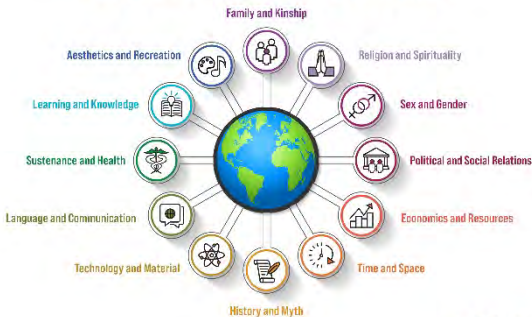 Family and Kinship
Aesthetics and Recreation
Religion and Spirituality
Learning and Knowledge
Sex and Gender
Sustenance and Health
Political and Social Relations
Language and Communication
Economics and Resources
Technology and Material
Time and Space
History and Myth